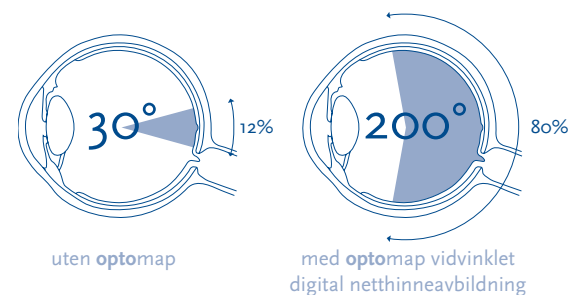 30°
12%
200°
80%
uten optomap
med optomap vidvinklet
digital netthinneavbildning